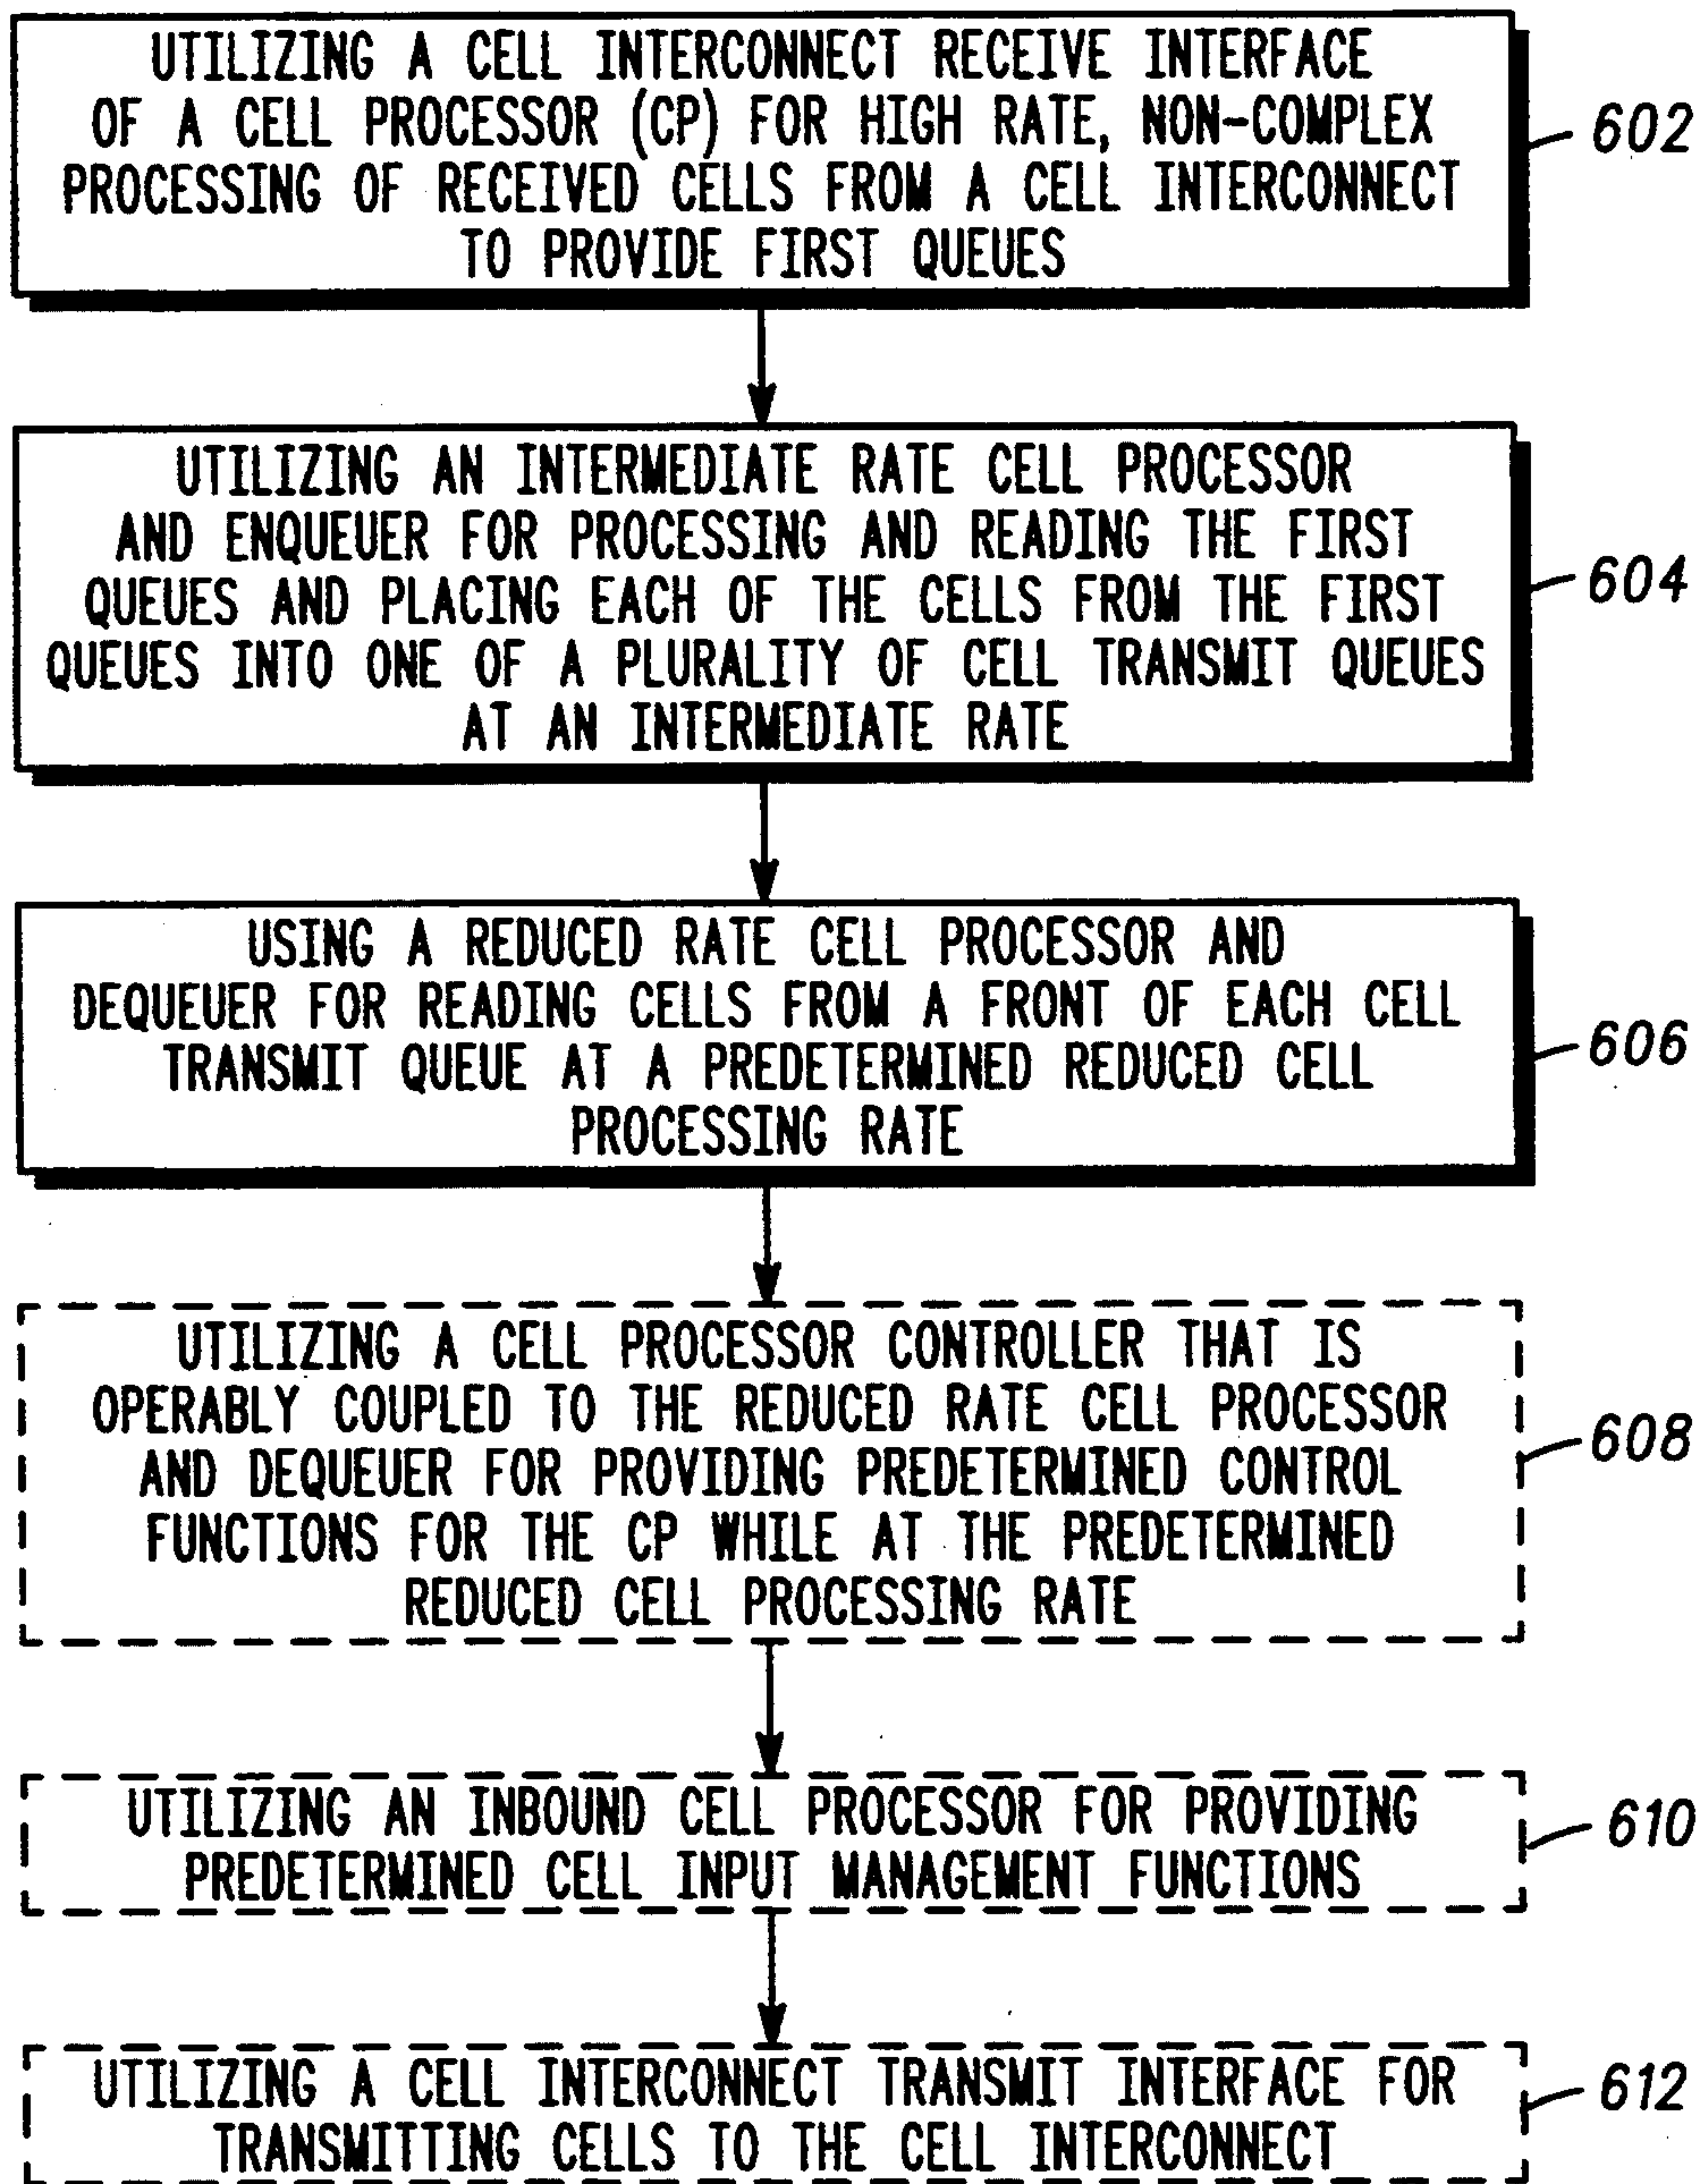 UTILIZING A CELL INTERCONNECT RECEIVE INTERFACE
OF A CELL PROCESSOR (CP) FOR HIGH RATE, NON-COMPLEX
PROCESSING OF RECEIVED CELLS FROM A CELL INTERCONNECT
TO PROVIDE FIRST QUEUES
602
UTILIZING AN INTERMEDIATE RATE CELL PROCESSOR
AND ENQUEUER FOR PROCESSING AND READING THE FIRST
QUEUES AND PLACING EACH OF THE CELLS FROM THE FIRST
QUEUES INTO ONE OF A PLURALITY OF CELL TRANSMIT QUEUES
AT AN INTERMEDIATE RATE
604
USING A REDUCED RATE CELL PROCESSOR AND
DEQUEUER FOR READING CELLS FROM A FRONT OF EACH CELL
TRANSMIT QUEUE AT A PREDETERMINED REDUCED CELL
PROCESSING RATE
606
UTILIZING A CELL PROCESSOR CONTROLLER THAT IS
OPERABLY COUPLED TO THE REDUCED RATE CELL PROCESSOR
AND DEQUEUER FOR PROVIDING PREDETERMINED CONTROL
FUNCTIONS FOR THE CP WHILE AT THE PREDETERMINED
REDUCED CELL PROCESSING RATE
608
UTILIZING AN INBOUND CELL PROCESSOR FOR PROVIDING
PREDETERMINED CELL INPUT MANAGEMENT FUNCTIONS
610
UTILIZING A CELL INTERCONNECT TRANSMIT INTERFACE FOR
TRANSMITTING CELLS TO THE CELL INTERCONNECT
612